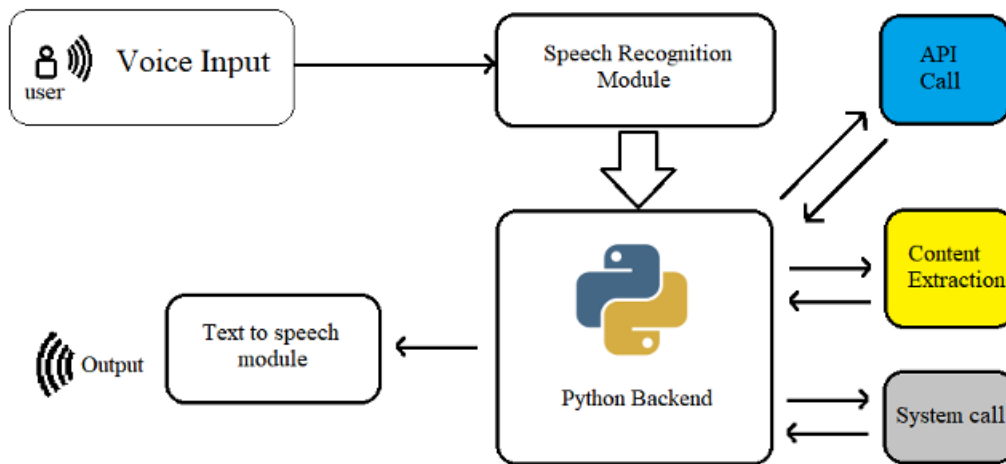 Voice Input
user
Speech Recognition
Module
API
Call
Content
Extraction
Python Backend
System call
Text to speech
module
Output